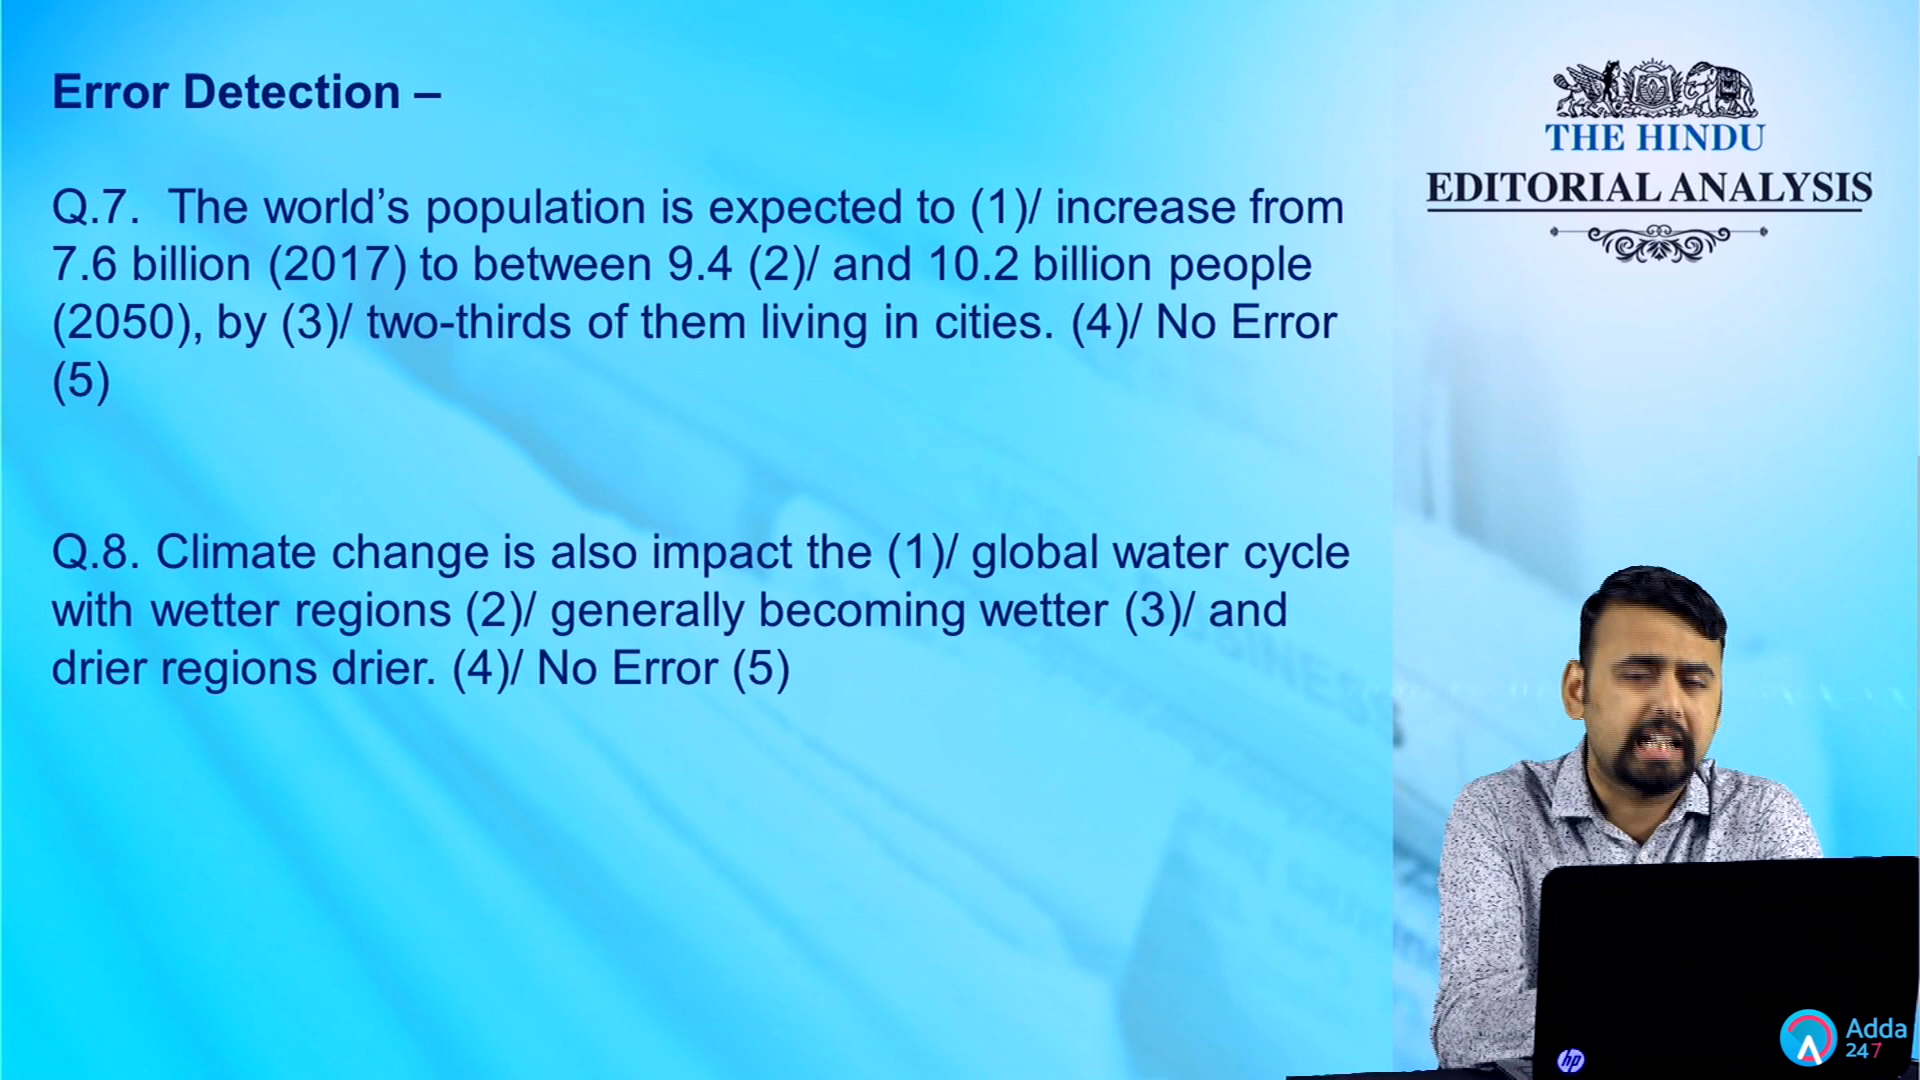 Error Detection –
Q.7.  The world’s population is expected to (1)/ increase from
7.6 billion (2017) to between 9.4 (2)/ and 10.2 billion people
(2050), by (3)/ two-thirds of them living in cities. (4)/ No Error
(5)
Q.8. Climate change is also impact the (1)/ global water cycle
with wetter regions (2)/ generally becoming wetter (3)/ and
drier regions drier. (4)/ No Error (5)
THE HINDU
EDITORIAL ANALYSIS
BUSINESS
hp
Adda
247